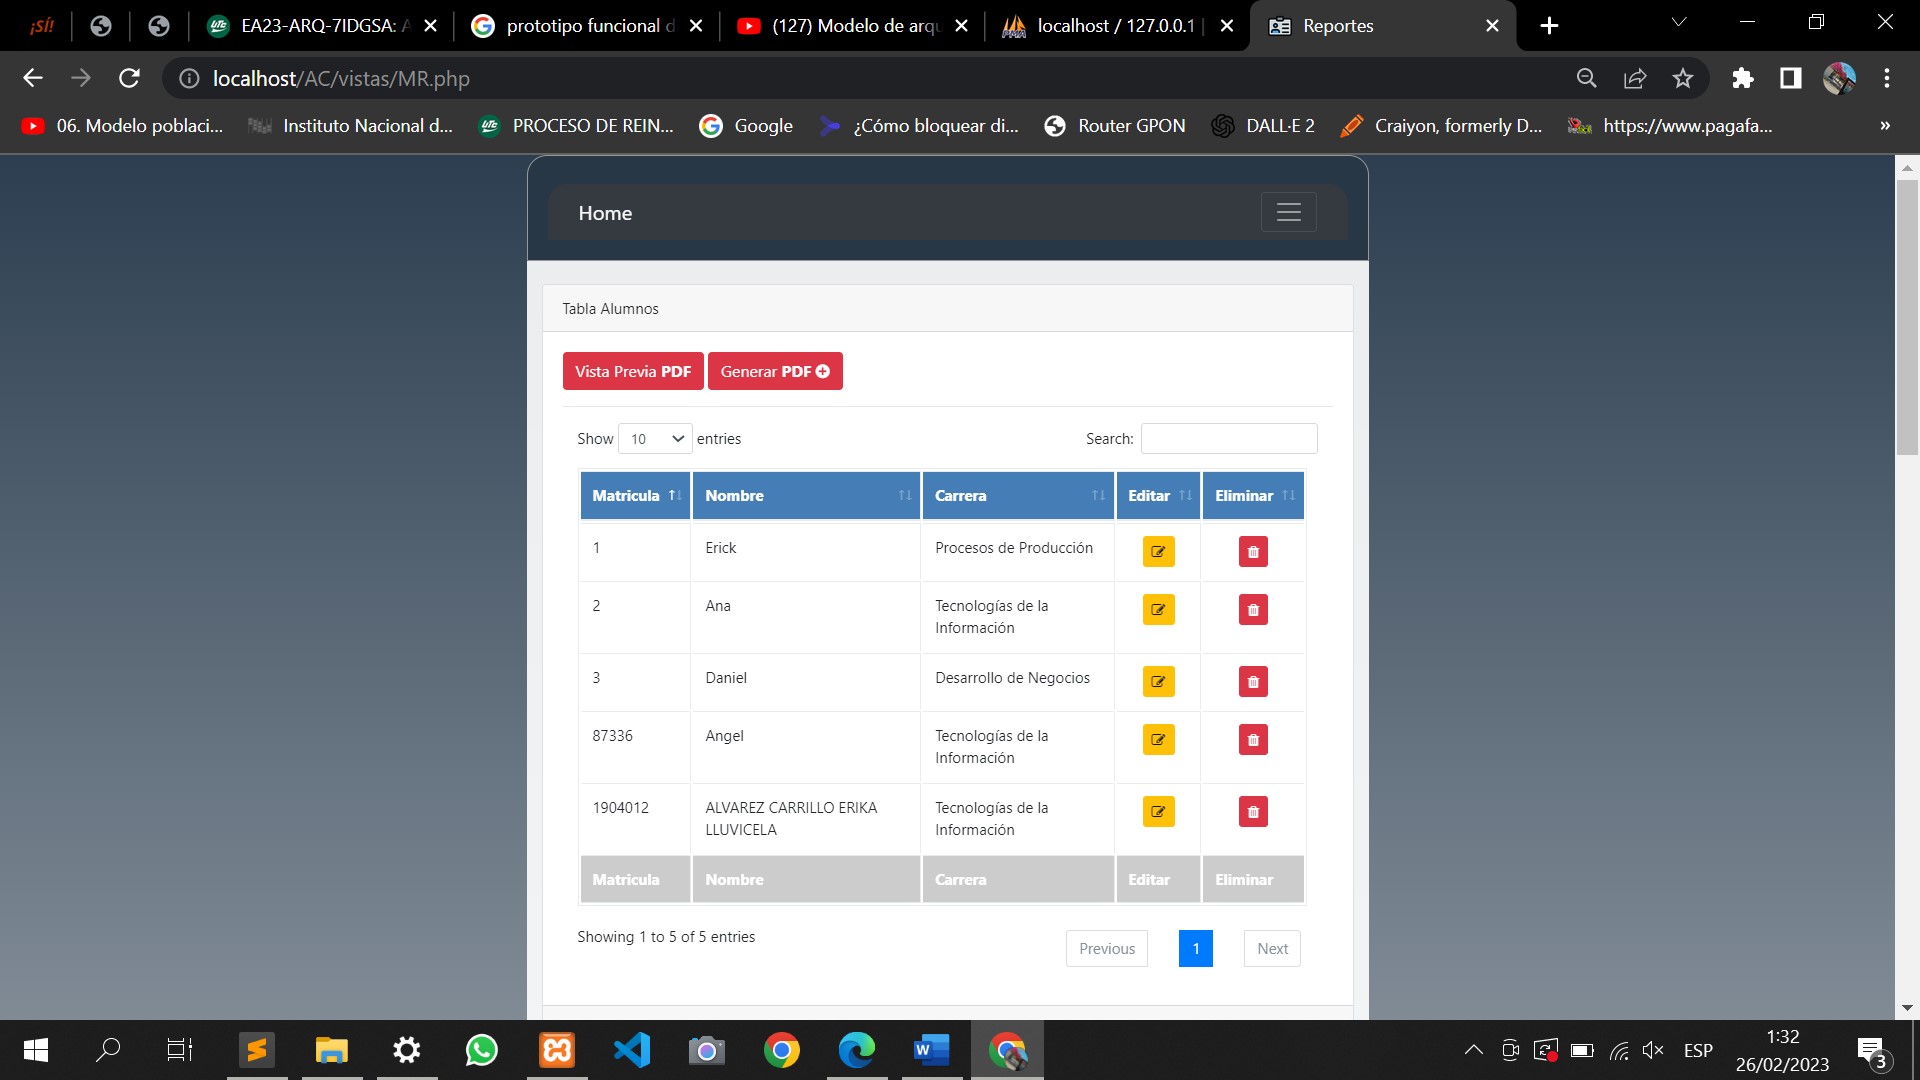 ¡SÍ!
EA23-ARQ-7IDGSA: A
prototipo funcional d
(127) Modelo de arqu
localhost / 127.0.0.1 |
Reportes
localhost/AC/vistas/MR.php
06. Modelo poblaci...
Instituto Nacional d...
PROCESO DE REIN...
Google
¿Cómo bloquear di...
Router GPON
DALL·E 2
Craiyon, formerly D...
https://www.pagafa...
»
Home
Tabla Alumnos
Vista Previa PDF
Generar PDF
Show 10 entries
Search:
Matricula Nombre Carrera Editar Eliminar
1 Erick Procesos de Producción
2 Ana Tecnologías de la
Información
3 Daniel Desarrollo de Negocios
87336 Angel Tecnologías de la
Información
1904012 ALVAREZ CARRILLO ERIKA Tecnologías de la
LLUVICELA Información
Matricula Nombre Carrera Editar Eliminar
Showing 1 to 5 of 5 entries
Previous 1 Next
ESP
1:32
26/02/2023
3